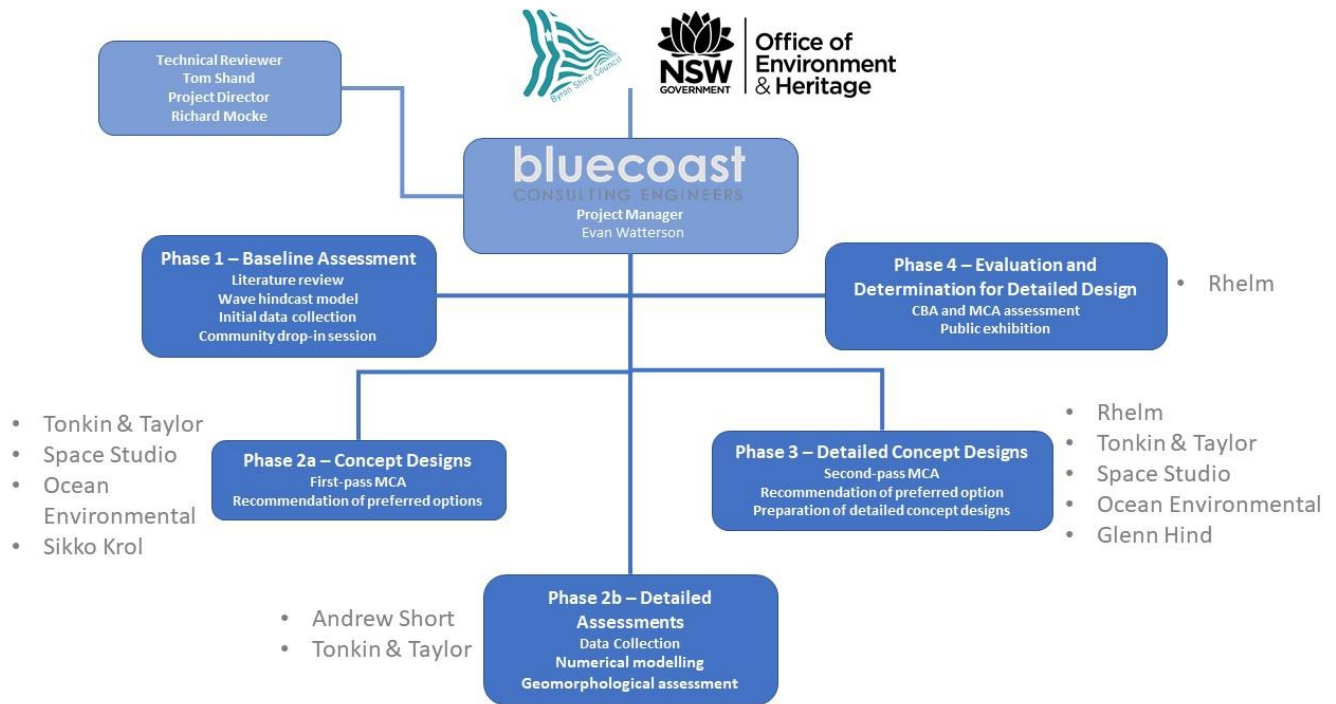 Technical Reviewer
Tom Shand
Project Director
Richard Mocke
Byron Shire Council
NSW
GOVERNMENT
Office of
Environment
& Heritage
bluecoast
CONSULTING ENGINEERS
Project Manager
Evan Watterson
Phase 1 – Baseline Assessment
Literature review
Wave hindcast model
Initial data collection
Community drop-in session
Phase 4 – Evaluation and
Determination for Detailed Design
CBA and MCA assessment
Public exhibition
• Rhelm
• Tonkin & Taylor
• Space Studio
• Ocean
Environmental
• Sikko Krol
Phase 2a – Concept Designs
First-pass MCA
Recommendation of preferred options
Phase 3 – Detailed Concept Designs
Second-pass MCA
Recommendation of preferred option
Preparation of detailed concept designs
• Rhelm
• Tonkin & Taylor
• Space Studio
• Ocean Environmental
• Glenn Hind
• Andrew Short
• Tonkin & Taylor
Phase 2b – Detailed
Assessments
Data Collection
Numerical modelling
Geomorphological assessment